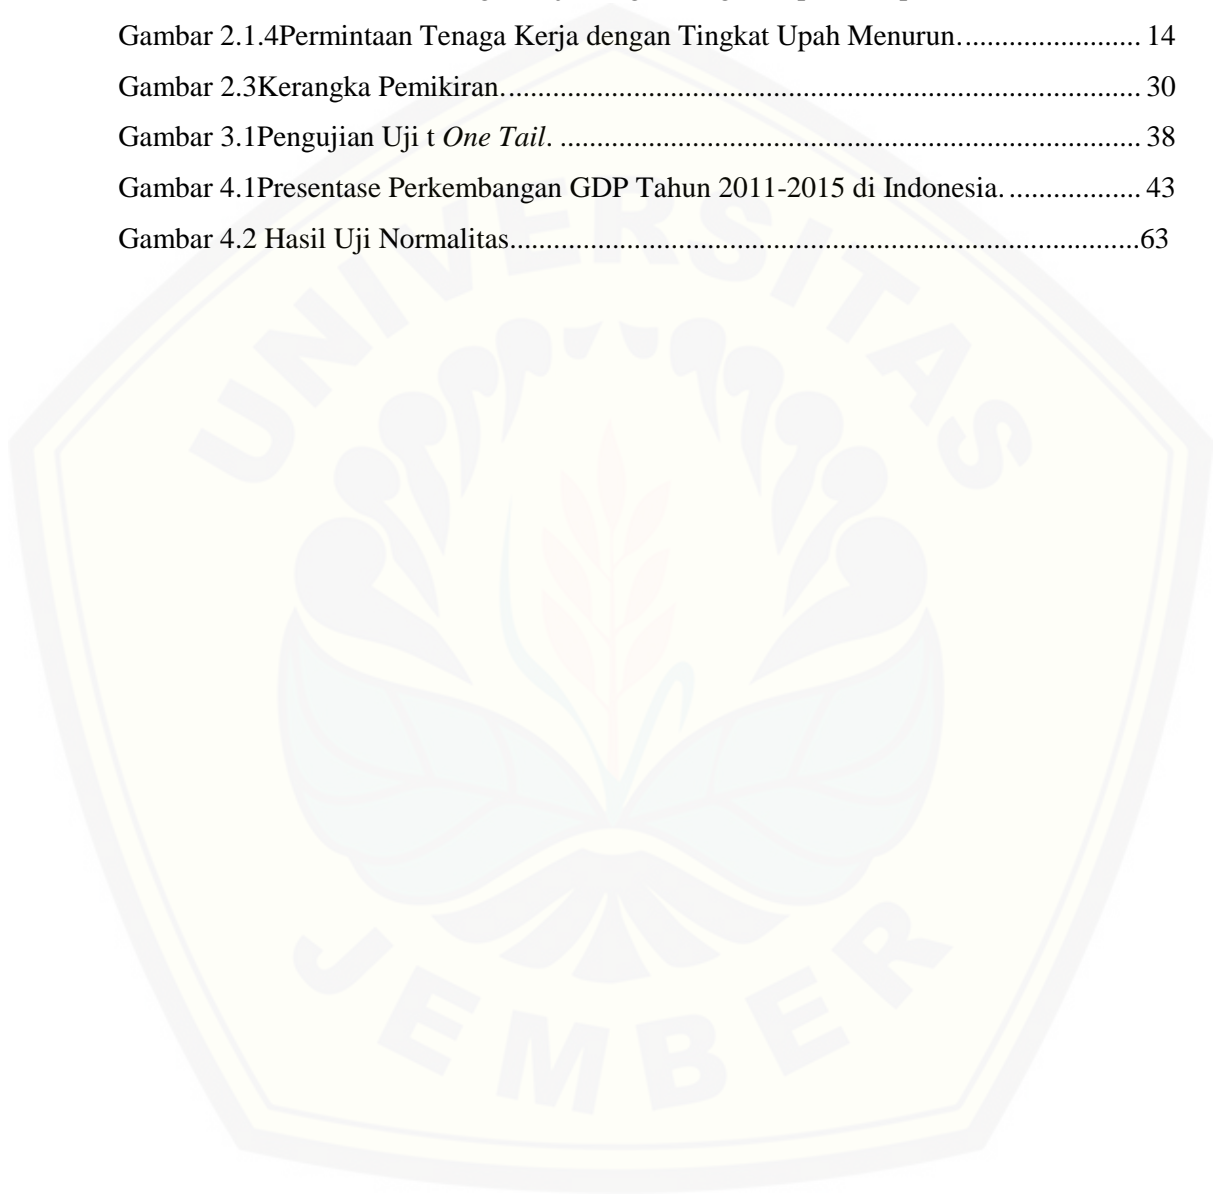 Gambar 2.1.4Permintaan Tenaga Kerja dengan Tingkat Upah Menurun........................ 14
Gambar 2.3Kerangka Pemikiran.............................................................................................. 30
Gambar 3.1Pengujian Uji t One Tail. ..................................................................................... 38
Gambar 4.1Presentase Perkembangan GDP Tahun 2011-2015 di Indonesia. ................. 43
Gambar 4.2 Hasil Uji Normalitas...........................................................................................63
UNIVERSITAS
JEMBER